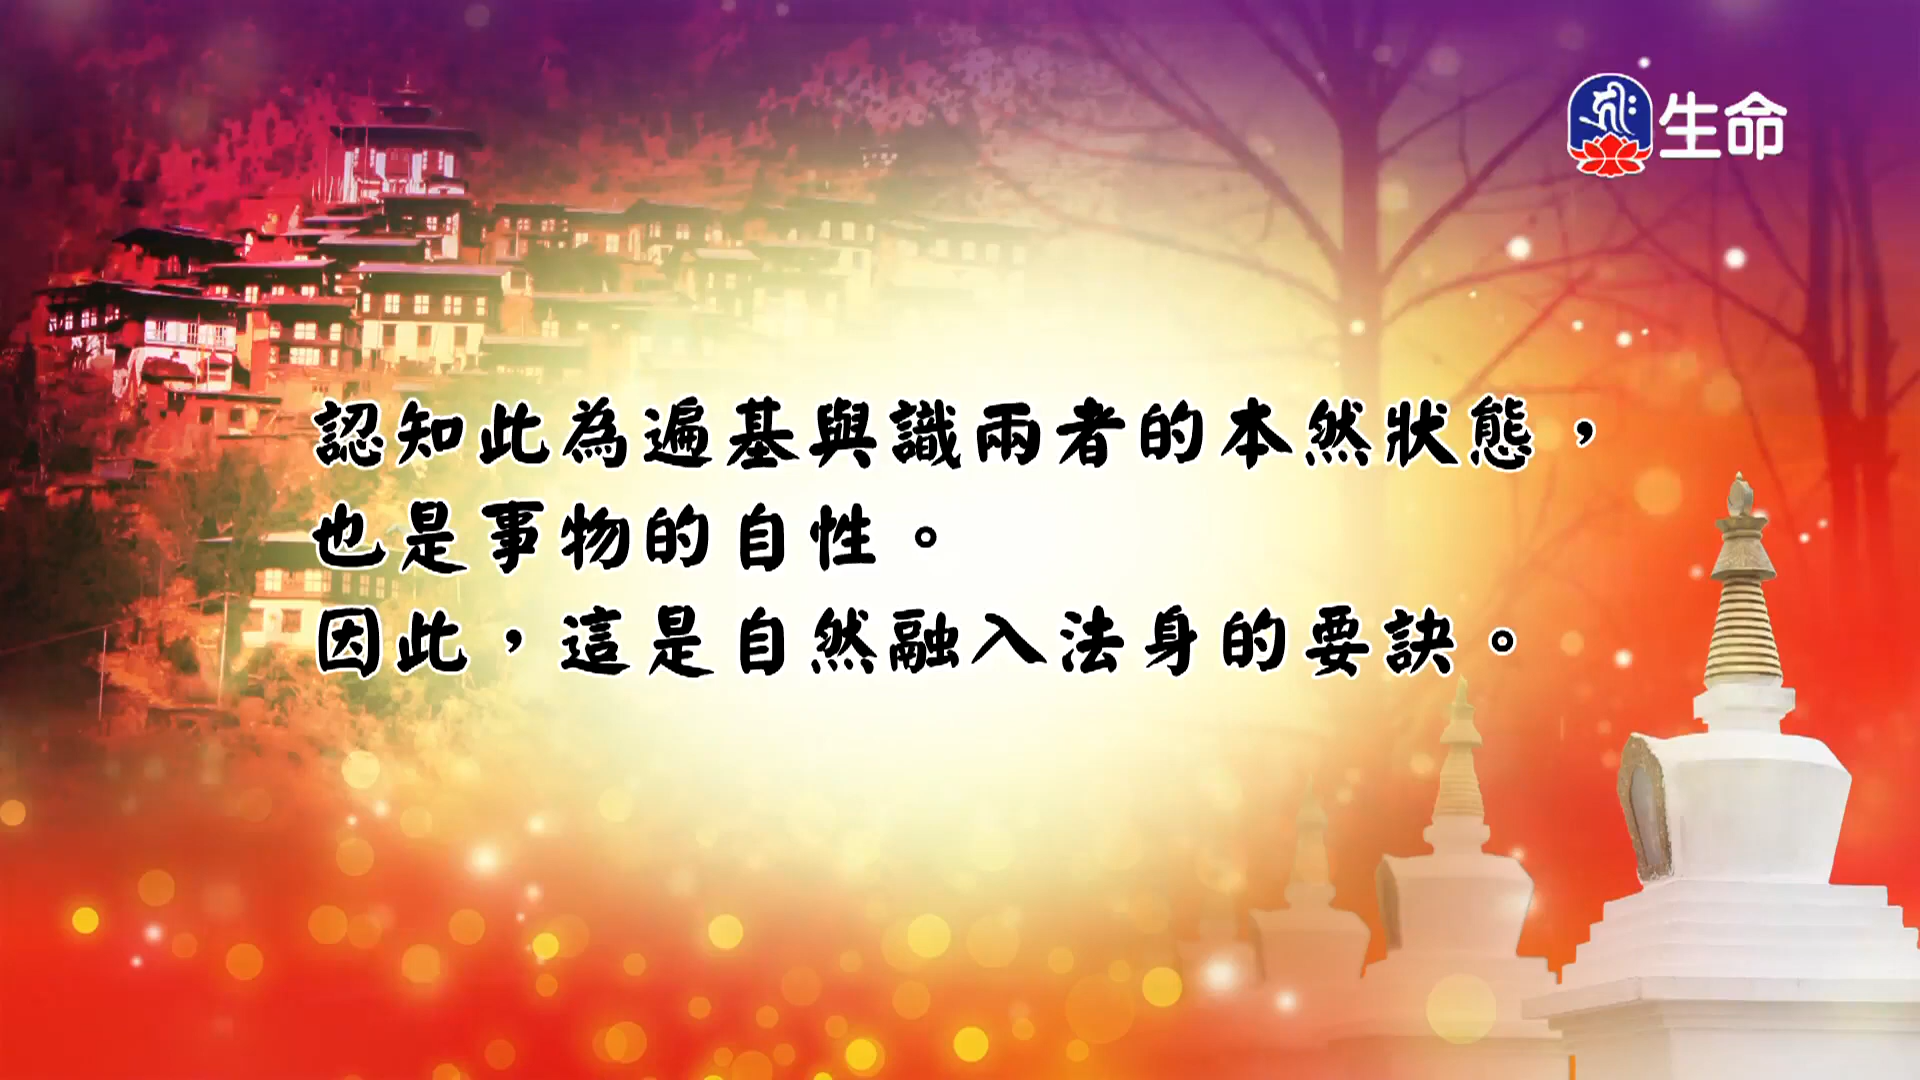 生命
認知此為遍基與識兩者的本然狀態，
也是事物的自性。
因此，這是自然融入法身的要訣。